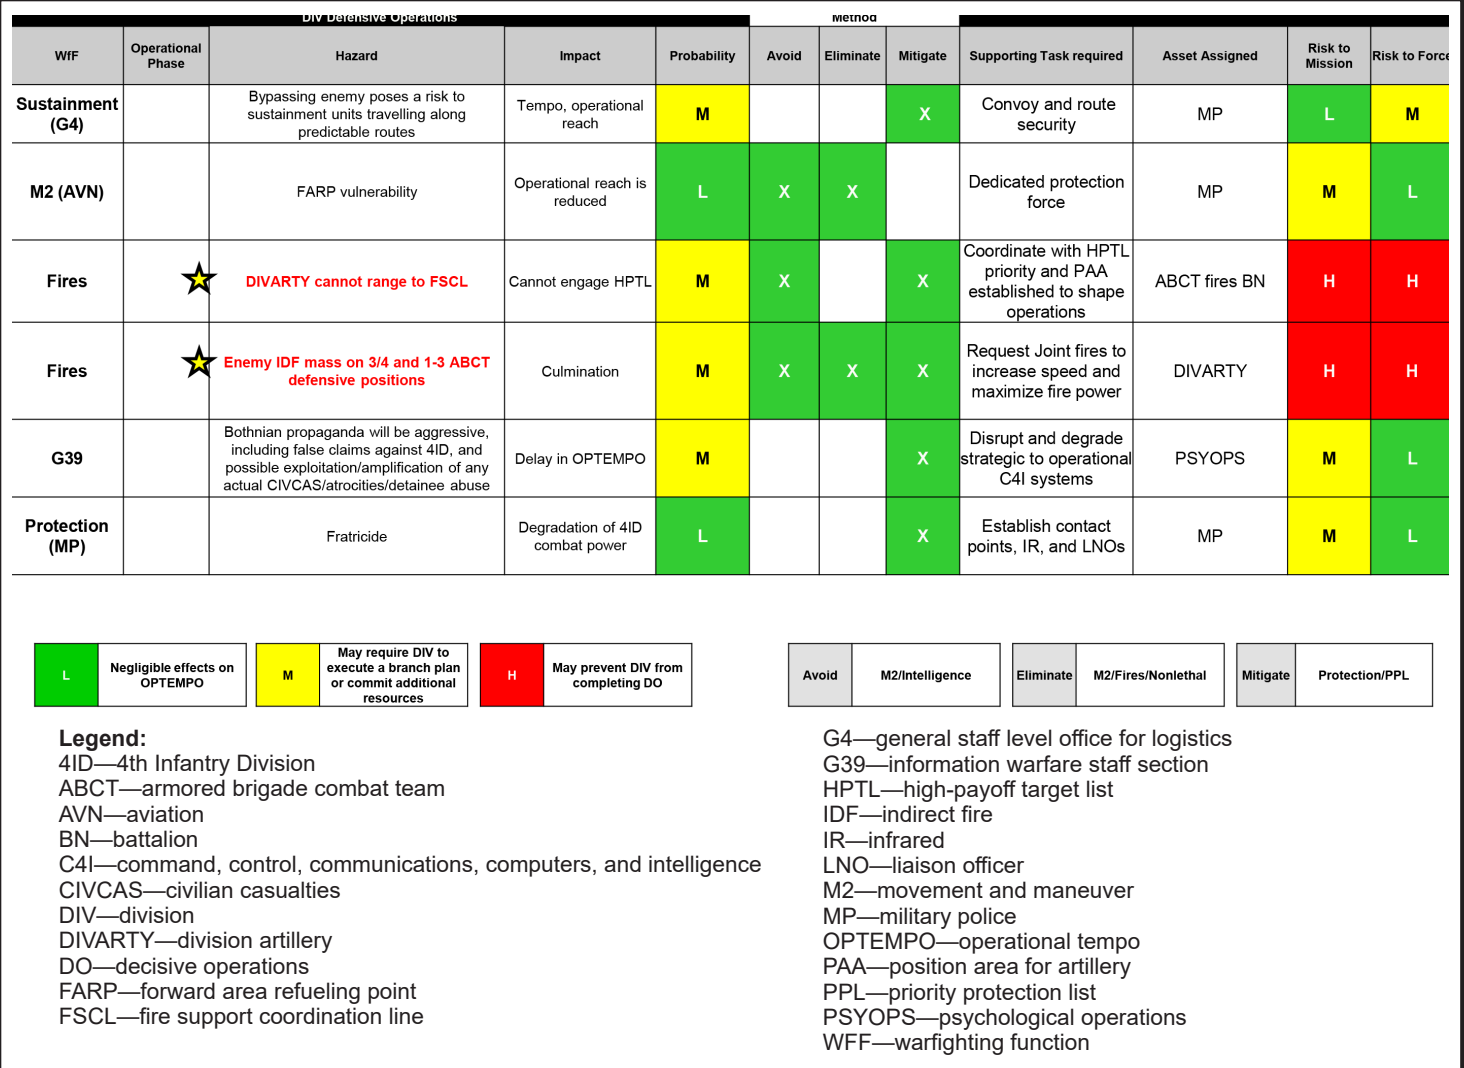 DIV Defensive Operations
Method
WfF
Operational
Phase
Hazard
Impact
Probability
Avoid
Eliminate
Mitigate
Supporting Task required
Asset Assigned
Risk to
Mission
Risk to Force
Sustainment
(G4)
Bypassing enemy poses a risk to
sustainment units travelling along
predictable routes
Tempo, operational
reach
M
X
Convoy and route
security
MP
L
M
M2 (AVN)
FARP vulnerability
Operational reach is
reduced
L
X
X
Dedicated protection
force
MP
M
L
Fires
DIVARTY cannot range to FSCL
Cannot engage HPTL
M
X
X
Coordinate with HPTL
priority and PAA
established to shape
operations
ABCT fires BN
H
H
Fires
Enemy IDF mass on 3/4 and 1-3 ABCT
defensive positions
Culmination
M
X
X
X
Request Joint fires to
increase speed and
maximize fire power
DIVARTY
H
H
G39
Bothnian propaganda will be aggressive,
including false claims against 4ID, and
possible exploitation/amplification of any
actual CIVCAS/atrocities/detainee abuse
Delay in OPTEMPO
M
X
Disrupt and degrade
strategic to operational
C4I systems
PSYOPS
M
L
Protection
(MP)
Fratricide
Degradation of 4ID
combat power
L
X
Establish contact
points, IR, and LNOs
MP
M
L
L
Negligible effects on
OPTEMPO
M
May require DIV to
execute a branch plan
or commit additional
resources
H
May prevent DIV from
completing DO
Avoid
M2/Intelligence
Eliminate
M2/Fires/Nonlethal
Mitigate
Protection/PPL
Legend:
4ID—4th Infantry Division
ABCT—armored brigade combat team
AVN—aviation
BN—battalion
C4I—command, control, communications, computers, and intelligence
CIVCAS—civilian casualties
DIV—division
DIVARTY—division artillery
DO—decisive operations
FARP—forward area refueling point
FSCL—fire support coordination line
G4—general staff level office for logistics
G39—information warfare staff section
HPTL—high-payoff target list
IDF—indirect fire
IR—infrared
LNO—liaison officer
M2—movement and maneuver
MP—military police
OPTEMPO—operational tempo
PAA—position area for artillery
PPL—priority protection list
PSYOPS—psychological operations
WFF—warfighting function